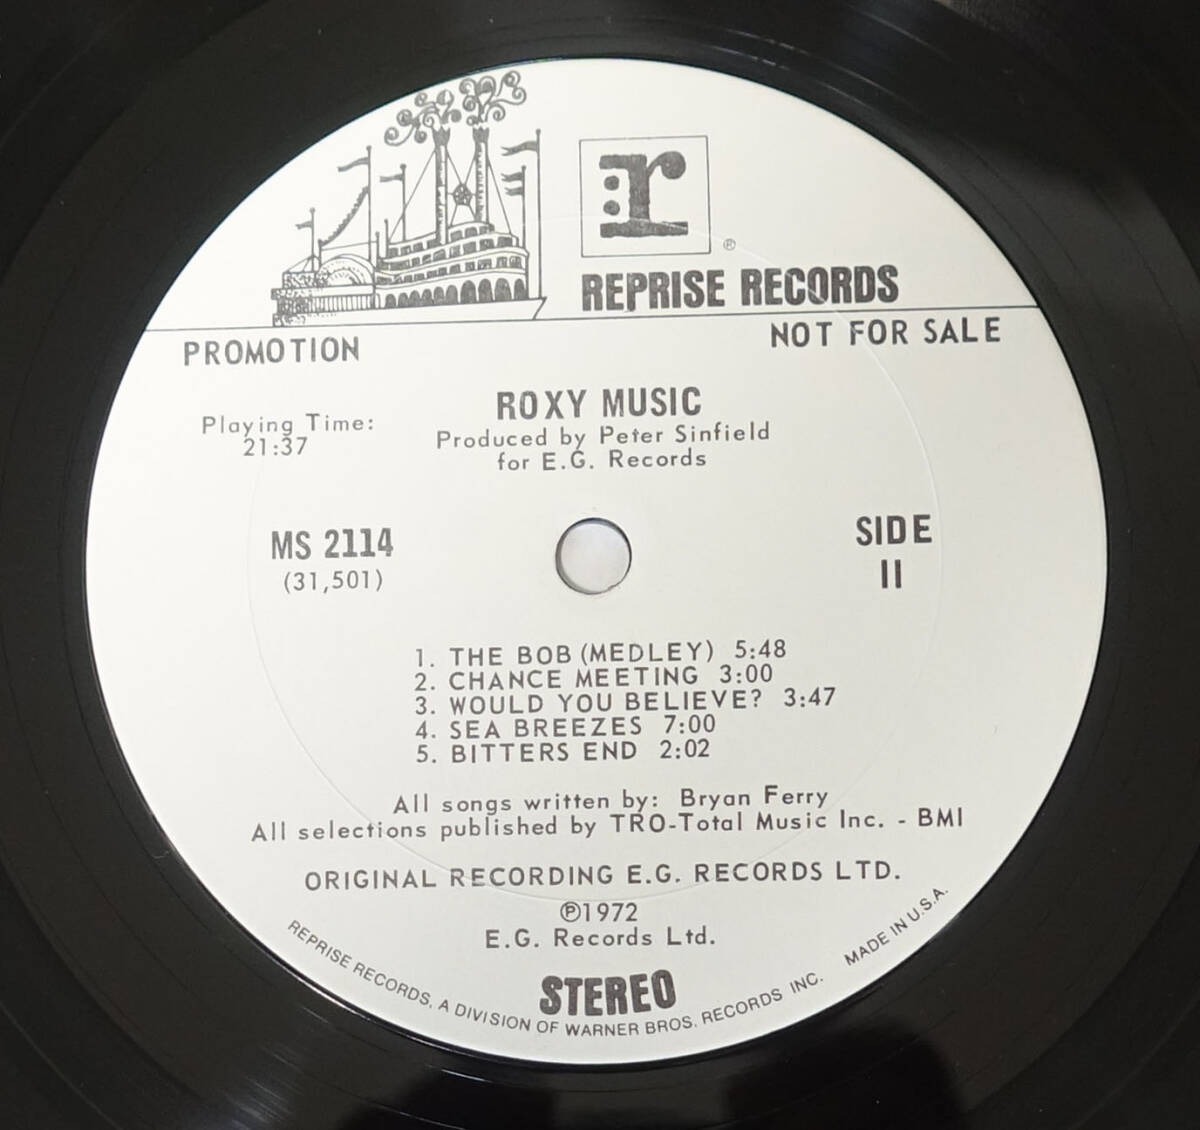 :r
®
REPRISE RECORDS
PROMOTION
NOT FOR SALE
ROXY MUSIC
Playing Time:
21:37
Produced by Peter Sinfield
for E.G. Records
MS 2114
(31,501)
SIDE
II
1. THE BOB (MEDLEY) 5:48
2. CHANCE MEETING 3:00
3. WOULD YOU BELIEVE? 3:47
4. SEA BREEZES 7:00
5. BITTERS END 2:02
All songs written by: Bryan Ferry
All selections published by TRO-Total Music Inc. - BMI
ORIGINAL RECORDING E.G. RECORDS LTD.
℗1972
E.G. Records Ltd.
STEREO
REPRISE RECORDS, A DIVISION OF WARNER BROS. RECORDS INC. MADE IN U.S.A.